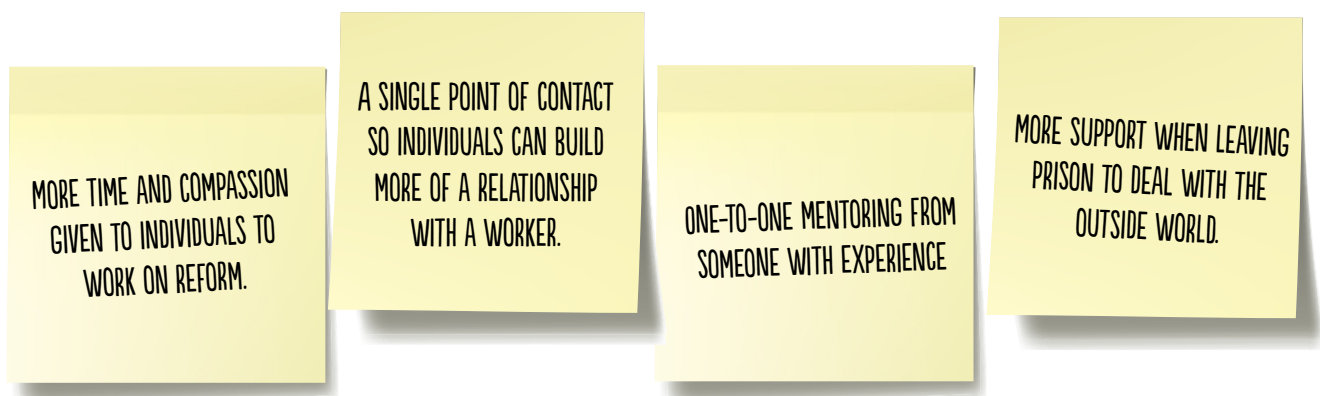 MORE TIME AND COMPASSION
GIVEN TO INDIVIDUALS TO
WORK ON REFORM.
A SINGLE POINT OF CONTACT
SO INDIVIDUALS CAN BUILD
MORE OF A RELATIONSHIP
WITH A WORKER.
ONE-TO-ONE MENTORING FROM
SOMEONE WITH EXPERIENCE
MORE SUPPORT WHEN LEAVING
PRISON TO DEAL WITH THE
OUTSIDE WORLD.